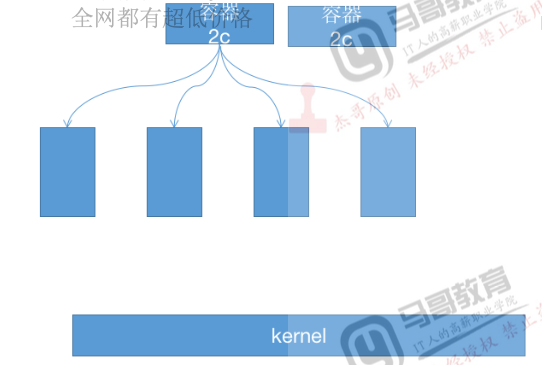 全网都有超低价格
容器
2c
容器
2c
马哥教育
IT人的高薪职业学院
杰哥原创 未经授权 禁止盗用
kernel
马哥教育
IT人的高薪职业学院
经授权 禁止盗